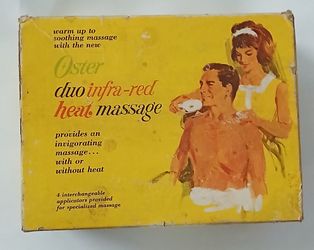 warm up to
soothing massage
with the new
Oster
duo infra-red
heat massage
provides an
invigorating
massage...
with or
without heat
4 interchangeable
applicators provided
for specialized massage